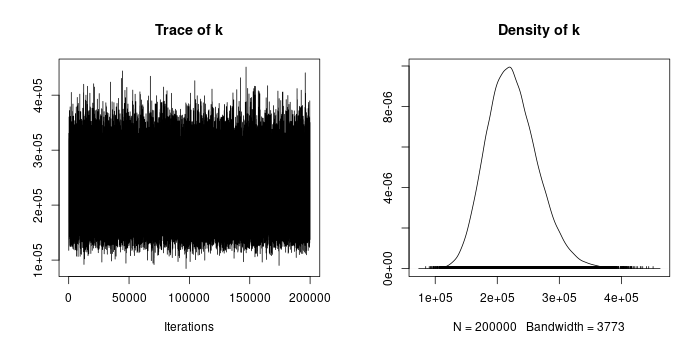 Trace of k
4e+05
3e+05
2e+05
1e+05
0 50000 100000 150000 200000
Iterations
Density of k
8e-06
4e-06
0e+00
1e+05 2e+05 3e+05 4e+05
N = 200000 Bandwidth = 3773